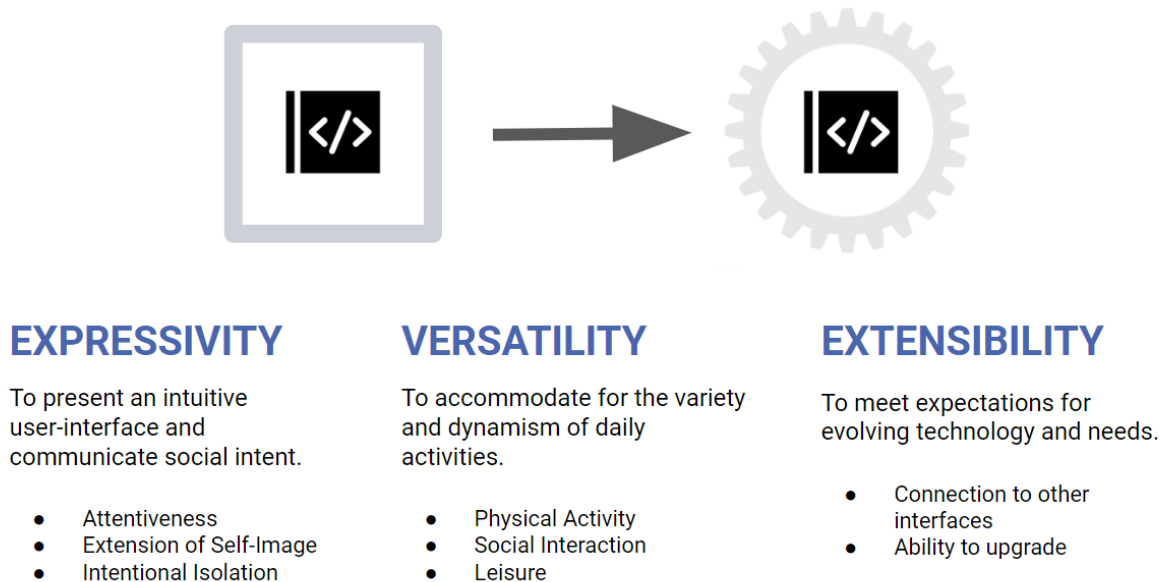 </>
</>
EXPRESSIVITY
To present an intuitive
user-interface and
communicate social intent.
● Attentiveness
● Extension of Self-Image
● Intentional Isolation
VERSATILITY
To accommodate for the variety
and dynamism of daily
activities.
● Physical Activity
● Social Interaction
● Leisure
EXTENSIBILITY
To meet expectations for
evolving technology and needs.
● Connection to other
interfaces
● Ability to upgrade